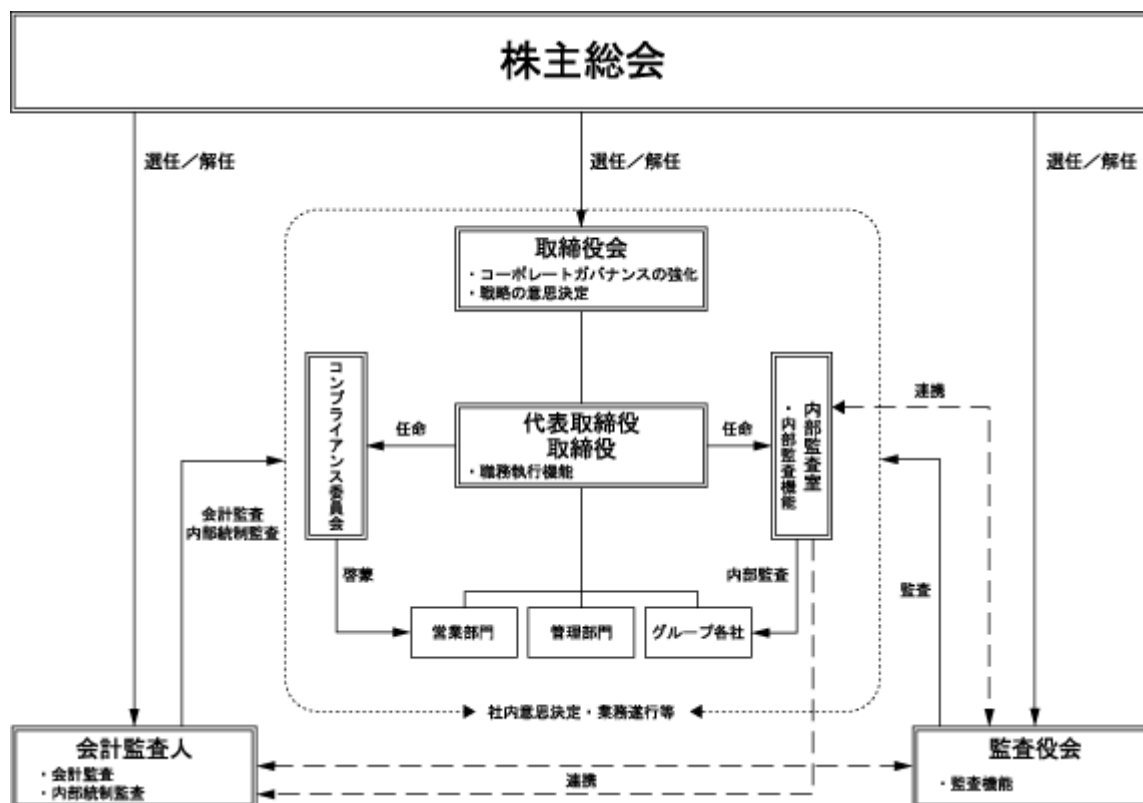 株主総会
選任／解任
選任／解任
選任／解任
取締役会
・コーポレートガバナンスの強化
・戦略の意思決定
コンプライアンス委員会
任命
代表取締役
取締役
・職務執行機能
任命
内部監査室
・内部監査機能
連携
会計監査
内部統制監査
啓蒙
内部監査
監査
営業部門
管理部門
グループ各社
社内意思決定・業務遂行等
会計監査人
・会計監査
・内部統制監査
連携
監査役会
・監査機能